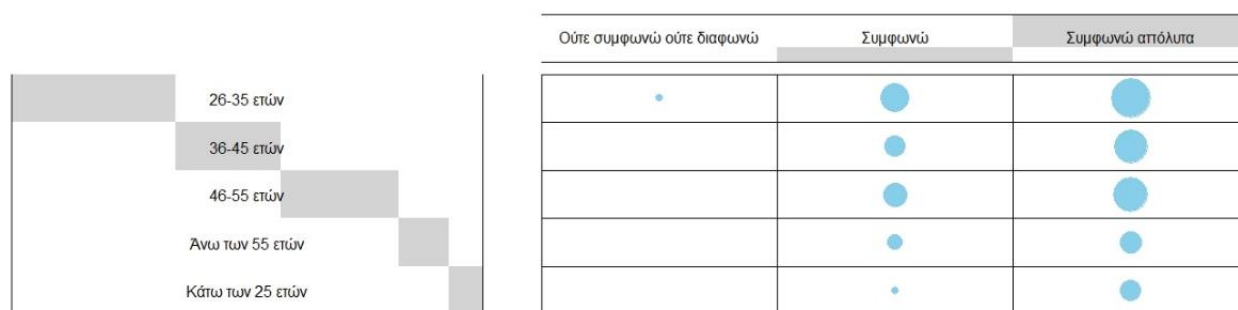 Ούτε συμφωνώ ούτε διαφωνώ Συμφωνώ Συμφωνώ απόλυτα
26-35 ετών
36-45 ετών
46-55 ετών
Άνω των 55 ετών
Κάτω των 25 ετών